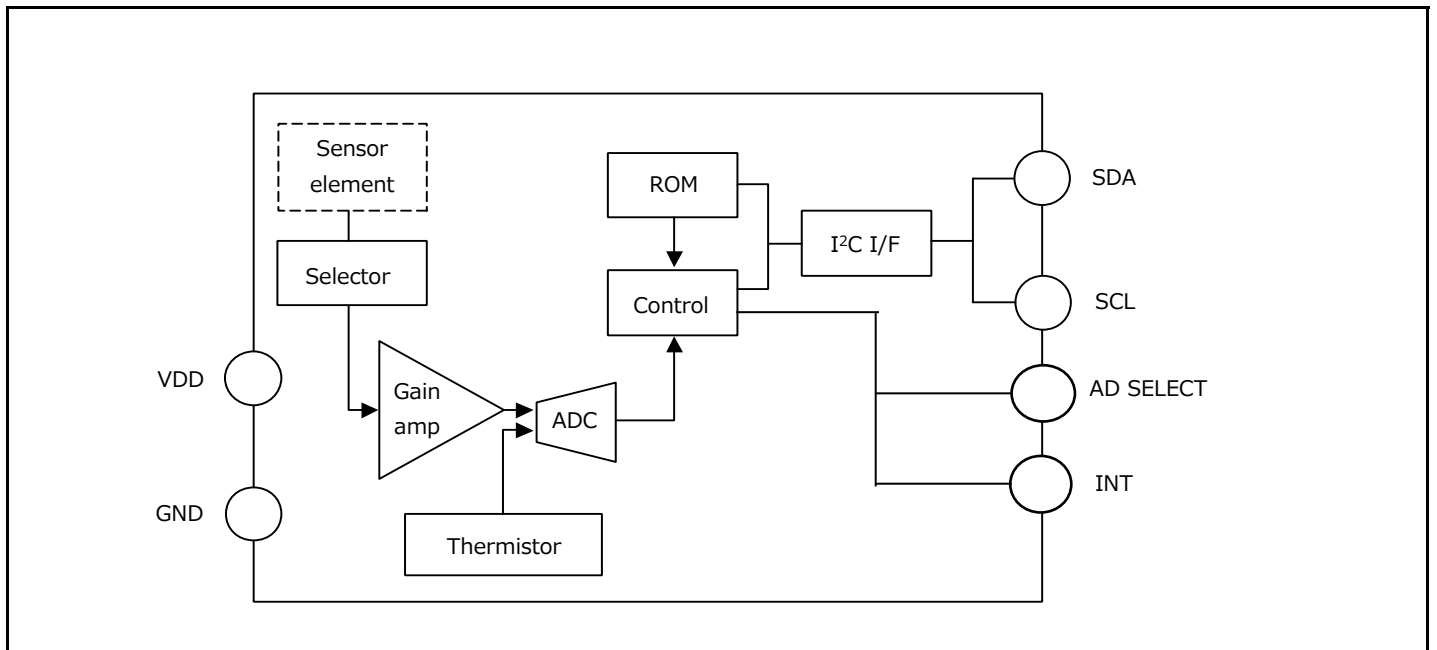 Sensor
element
ROM
SDA
I²C I/F
Selector
Control
SCL
VDD
Gain
amp
ADC
AD SELECT
INT
GND
Thermistor